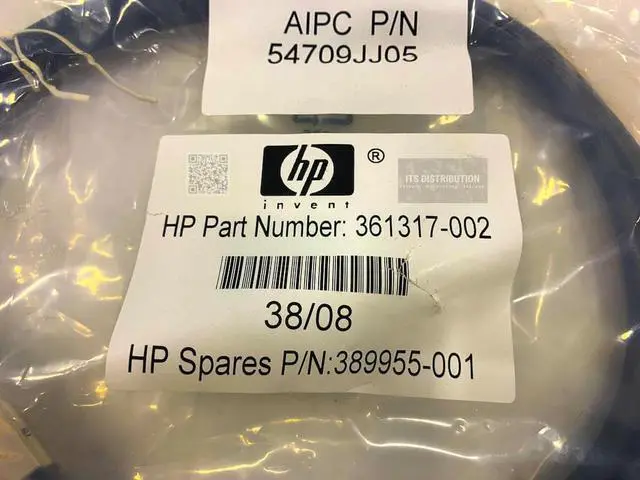 AIPC P/N
54709JJ05
hp ®
invent
ITS DISTRIBUTION
HP Part Number: 361317-002
38/08
HP Spares P/N:389955-001